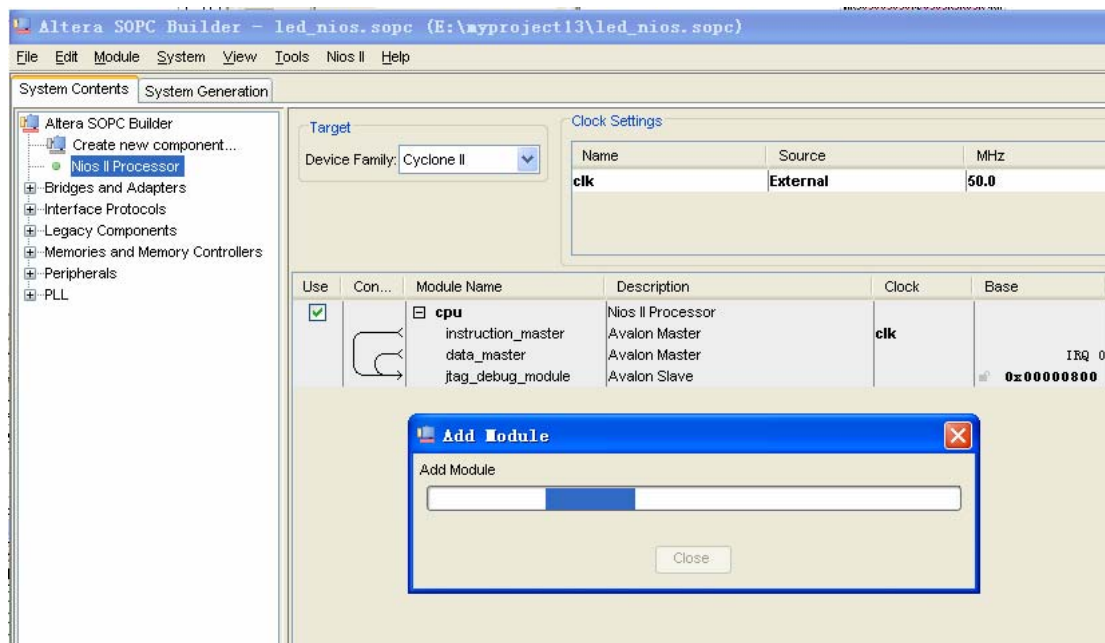 Altera SOPC Builder - led_nios.sopc (E:\myproject13\led_nios.sopc)
File Edit Module System View Tools Nios II Help
System Contents System Generation
Altera SOPC Builder
Create new component...
Nios II Processor
Bridges and Adapters
Interface Protocols
Legacy Components
Memories and Memory Controllers
Peripherals
PLL
Target
Device Family: Cyclone II
Clock Settings
Name Source MHz
clk External 50.0
Use Con... Module Name Description Clock Base
cpu Nios II Processor
instruction_master Avalon Master clk
data_master Avalon Master IRQ 0
jtag_debug_module Avalon Slave 0x00000800
Add Module
Add Module
Close